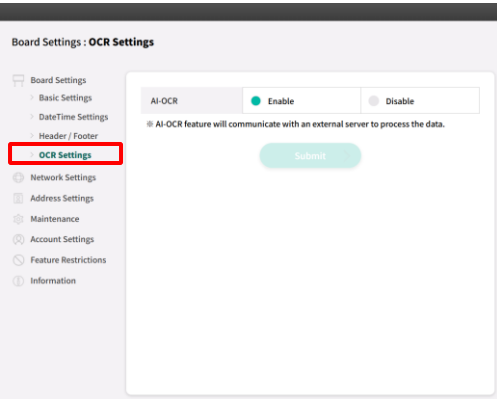 Board Settings : OCR Settings
Board Settings
Basic Settings
DateTime Settings
Header / Footer
OCR Settings
Network Settings
Address Settings
Maintenance
Account Settings
Feature Restrictions
Information
AI-OCR
Enable
Disable
※ AI-OCR feature will communicate with an external server to process the data.
Submit